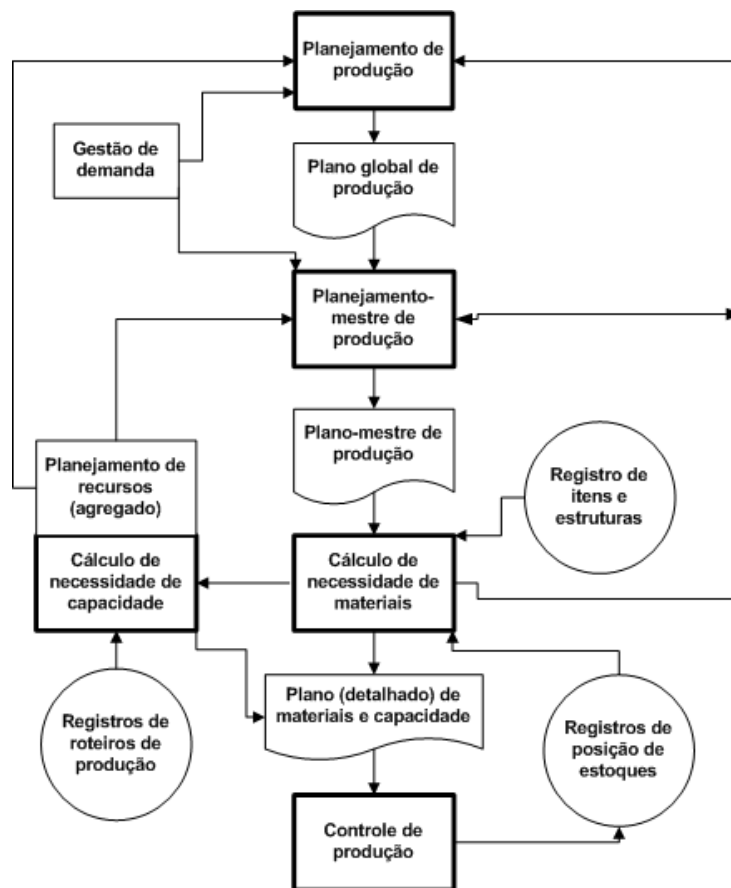 Planejamento de
produção
Gestão de
demanda
Plano global de
produção
Planejamento-
mestre de
produção
Plano-mestre de
produção
Registro de
itens e
estruturas
Planejamento de
recursos
(agregado)
Cálculo de
necessidade de
capacidade
Cálculo de
necessidade de
materiais
Registros de
roteiros de
produção
Plano (detalhado) de
materiais e capacidade
Registros de
posição de
estoques
Controle de
produção